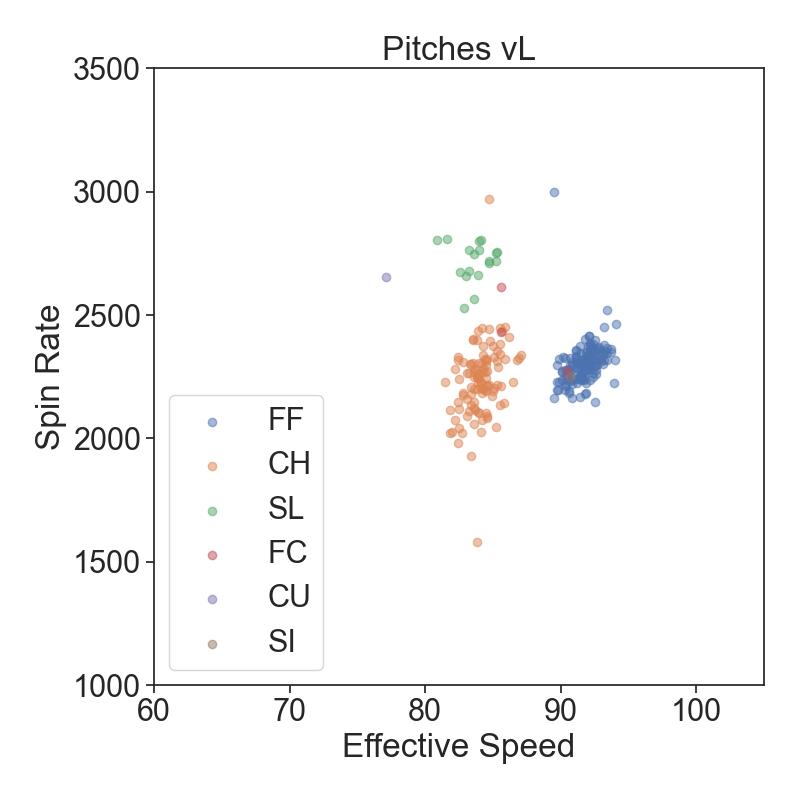 Pitches vL
3500
3000
2500
2000
1500
1000
Spin Rate
FF
CH
SL
FC
CU
SI
60 70 80 90 100
Effective Speed